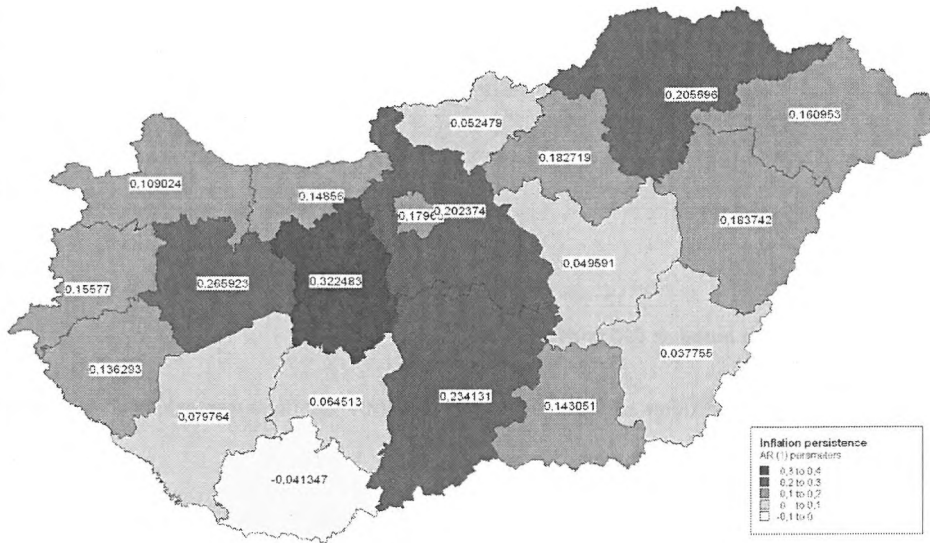 0,052479
0,205696
0,160953
0,182719
0,109024
0,14856
0,202374
0,183742
0,049591
0,265923
0,322483
0,15577
0,037755
0,136293
0,079764
0,064513
0,234131
0,143051
-0,041347
Inflation persistence
AR (1) parameters
0,3 to 0,4
0,2 to 0,3
0,1 to 0,2
0 to 0,1
-0,1 to 0